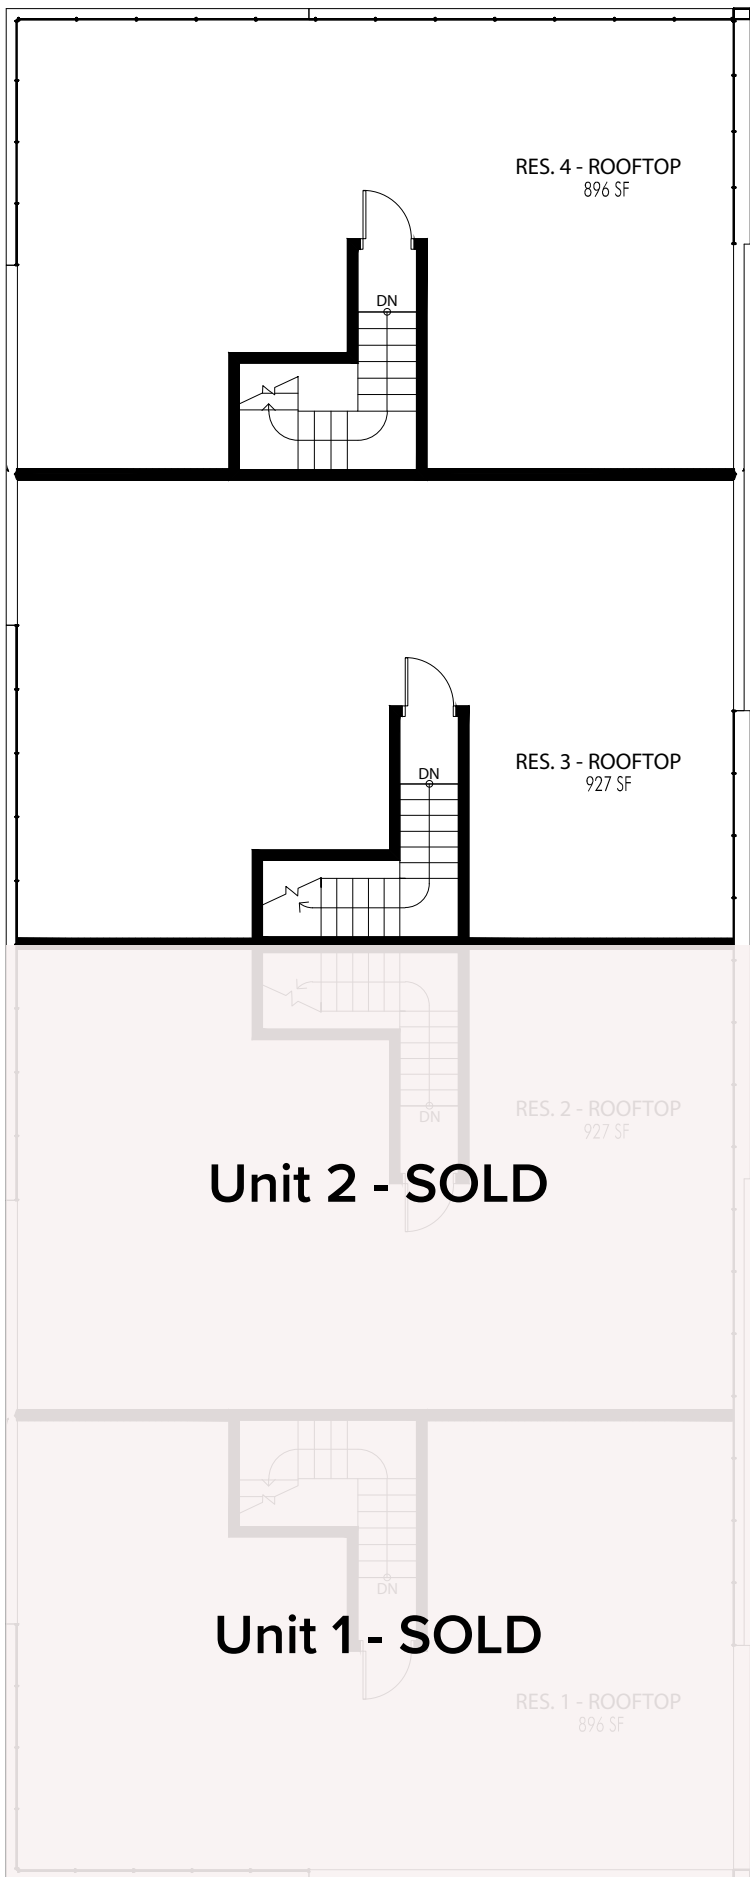 RES. 4 - ROOFTOP
896 SF
DN
RES. 3 - ROOFTOP
927 SF
DN
RES. 2 - ROOFTOP
927 SF
DN
Unit 2 - SOLD
DN
Unit 1 - SOLD
RES. 1 - ROOFTOP
896 SF